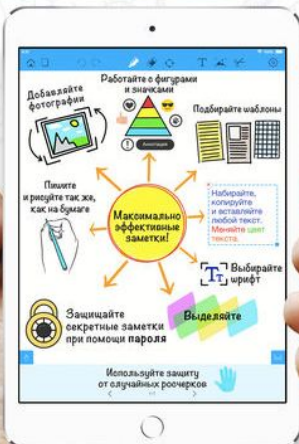 Добавляйте
фотографии
Работайте с фигурами
и значками
Аннотация
Подбирайте шаблоны
Пишите
и рисуйте так же,
как на бумаге
Максимально
эффективные
заметки!
Набирайте,
копируйте
и вставляйте
любой текст.
Меняйте цвет
текста.
Tт
Выбирайте
шрифт
Защищайте
секретные заметки
при помощи пароля
Выделяйте
Используйте защиту
от случайных росчерков